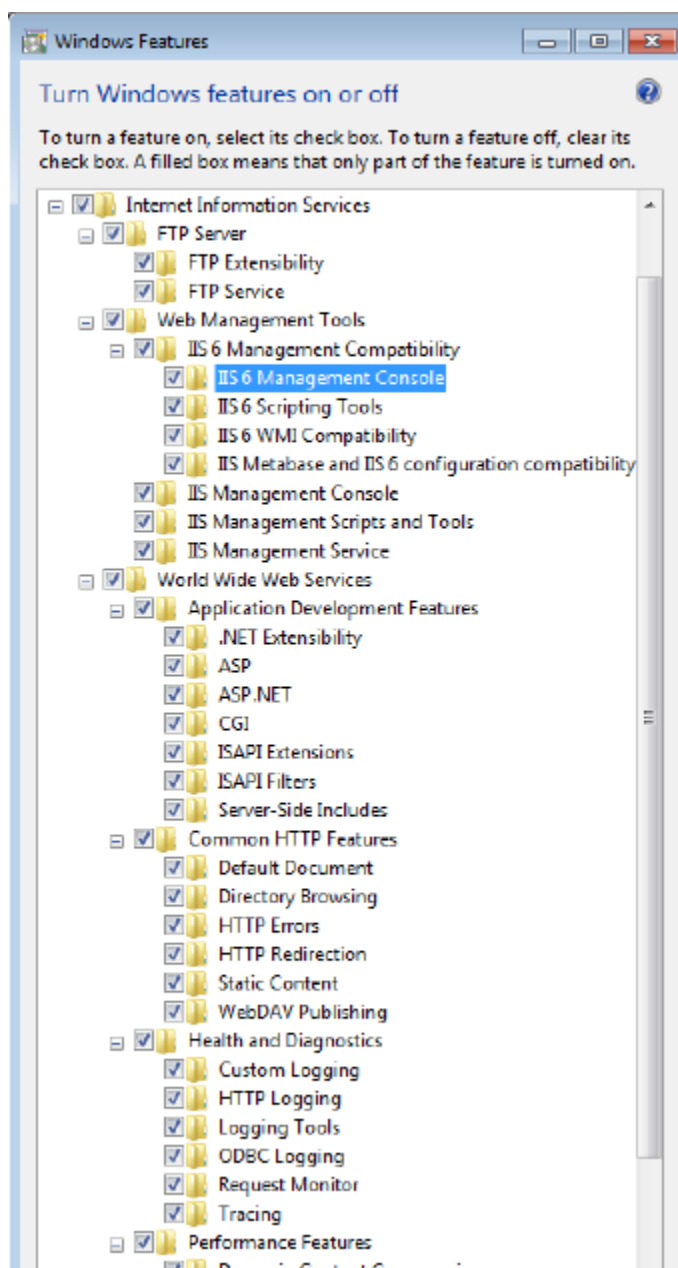 Windows Features
Turn Windows features on or off
To turn a feature on, select its check box. To turn a feature off, clear its
check box. A filled box means that only part of the feature is turned on.
Internet Information Services
FTP Server
FTP Extensibility
FTP Service
Web Management Tools
IIS 6 Management Compatibility
IIS 6 Management Console
IIS 6 Scripting Tools
IIS 6 WMI Compatibility
IIS Metabase and IIS 6 configuration compatibility
IIS Management Console
IIS Management Scripts and Tools
IIS Management Service
World Wide Web Services
Application Development Features
.NET Extensibility
ASP
ASP.NET
CGI
ISAPI Extensions
ISAPI Filters
Server-Side Includes
Common HTTP Features
Default Document
Directory Browsing
HTTP Errors
HTTP Redirection
Static Content
WebDAV Publishing
Health and Diagnostics
Custom Logging
HTTP Logging
Logging Tools
ODBC Logging
Request Monitor
Tracing
Performance Features